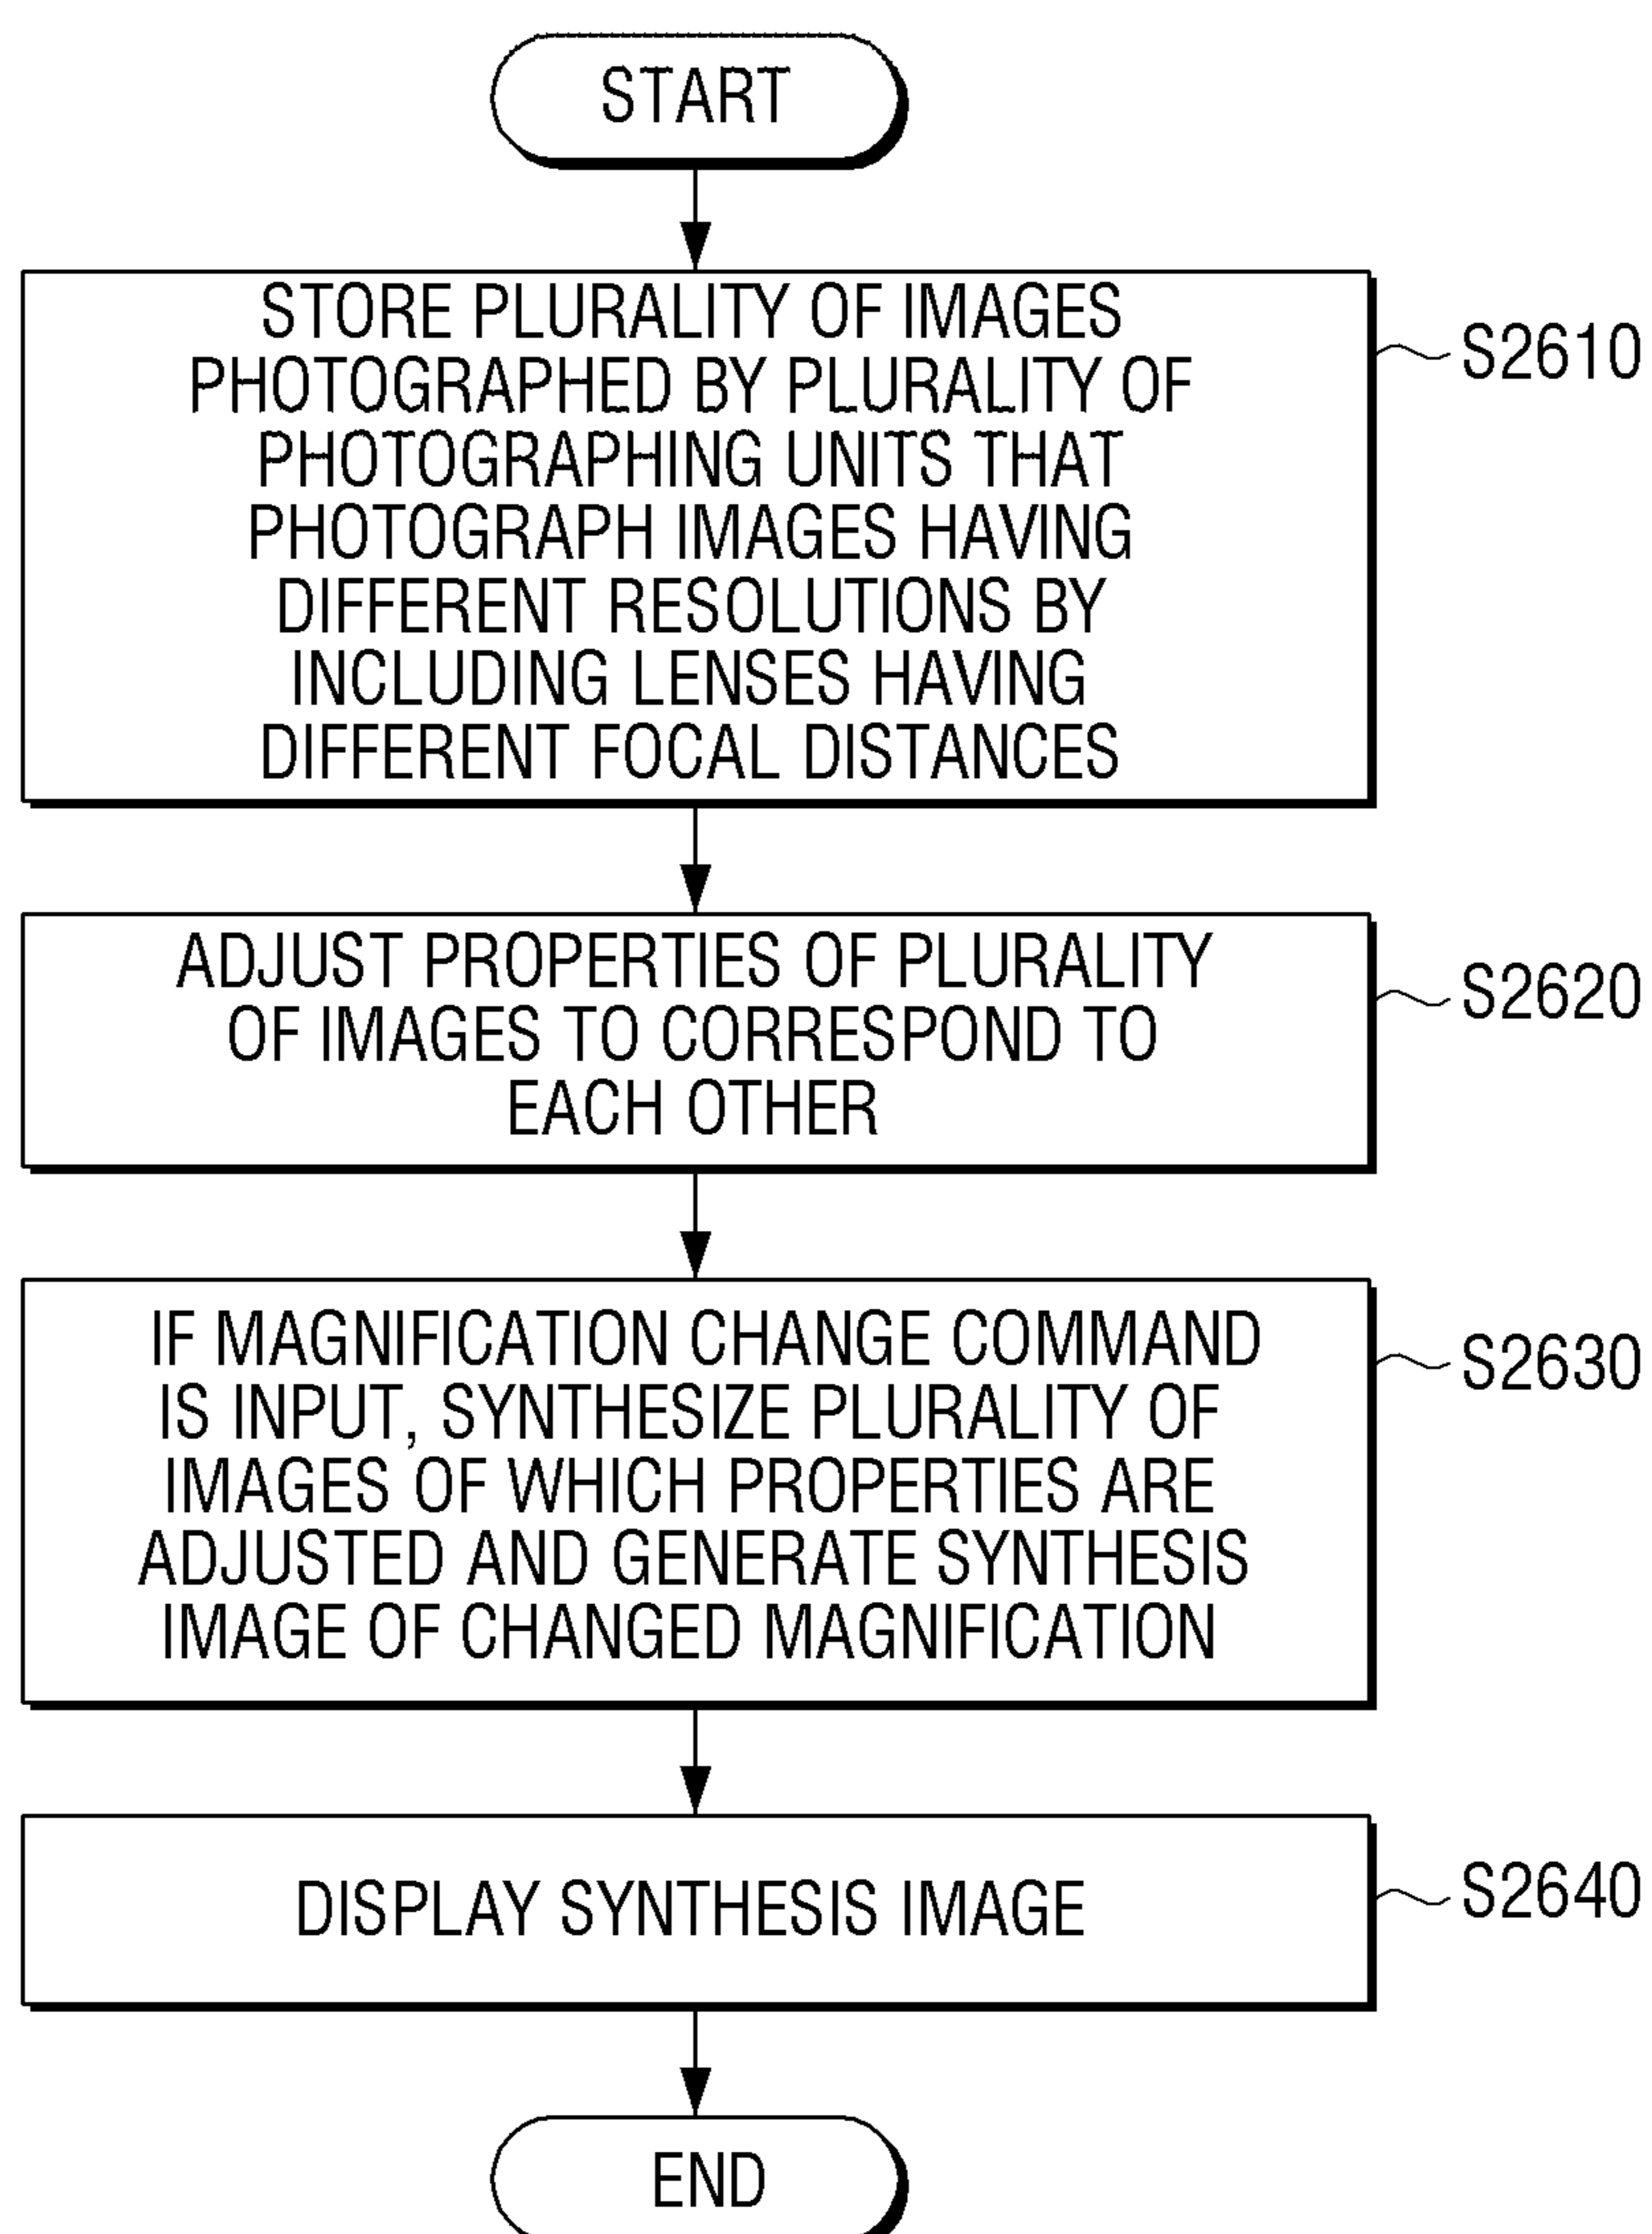 START
STORE PLURALITY OF IMAGES
PHOTOGRAPHED BY PLURALITY OF
PHOTOGRAPHING UNITS THAT
PHOTOGRAPH IMAGES HAVING
DIFFERENT RESOLUTIONS BY
INCLUDING LENSES HAVING
DIFFERENT FOCAL DISTANCES
S2610
ADJUST PROPERTIES OF PLURALITY
OF IMAGES TO CORRESPOND TO
EACH OTHER
S2620
IF MAGNIFICATION CHANGE COMMAND
IS INPUT, SYNTHESIZE PLURALITY OF
IMAGES OF WHICH PROPERTIES ARE
ADJUSTED AND GENERATE SYNTHESIS
IMAGE OF CHANGED MAGNIFICATION
S2630
DISPLAY SYNTHESIS IMAGE
S2640
END